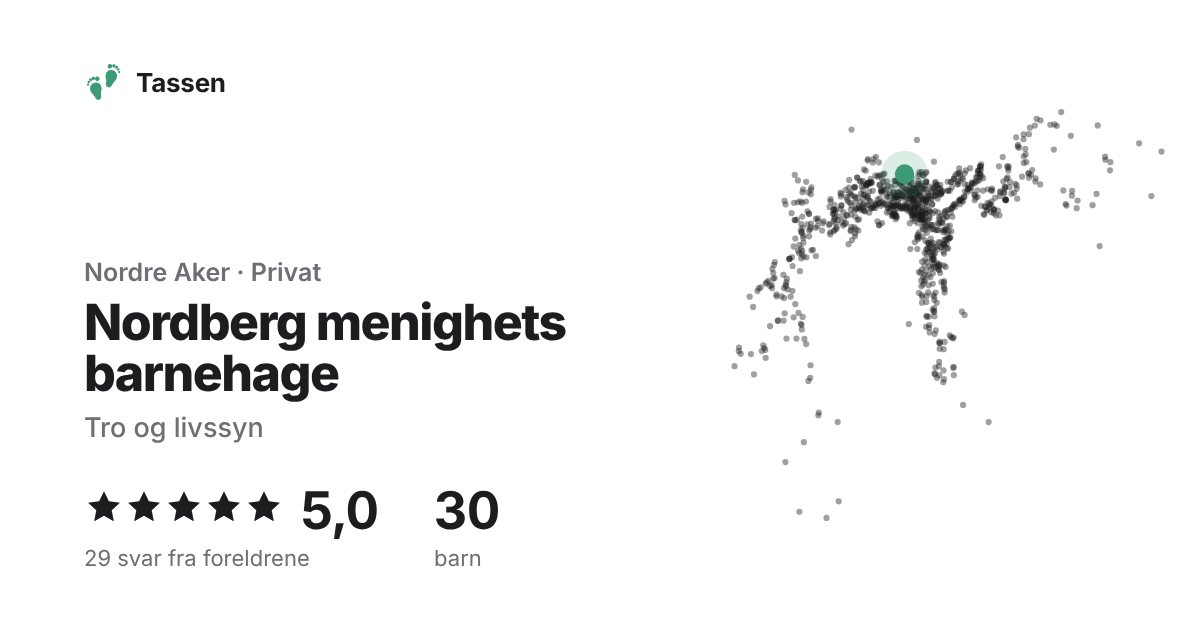 Tassen
Nordre Aker · Privat
Nordberg menighets
barnehage
Tro og livssyn
5,0
29 svar fra foreldrene
30
barn